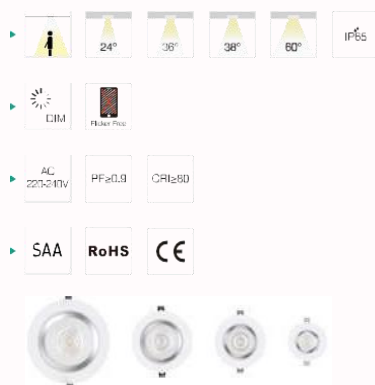 24° 36° 38° 60° IP65
DIM
Flicker Free
AC
220-240V
PF≥0.9
CRI≥80
SAA
RoHS
CE